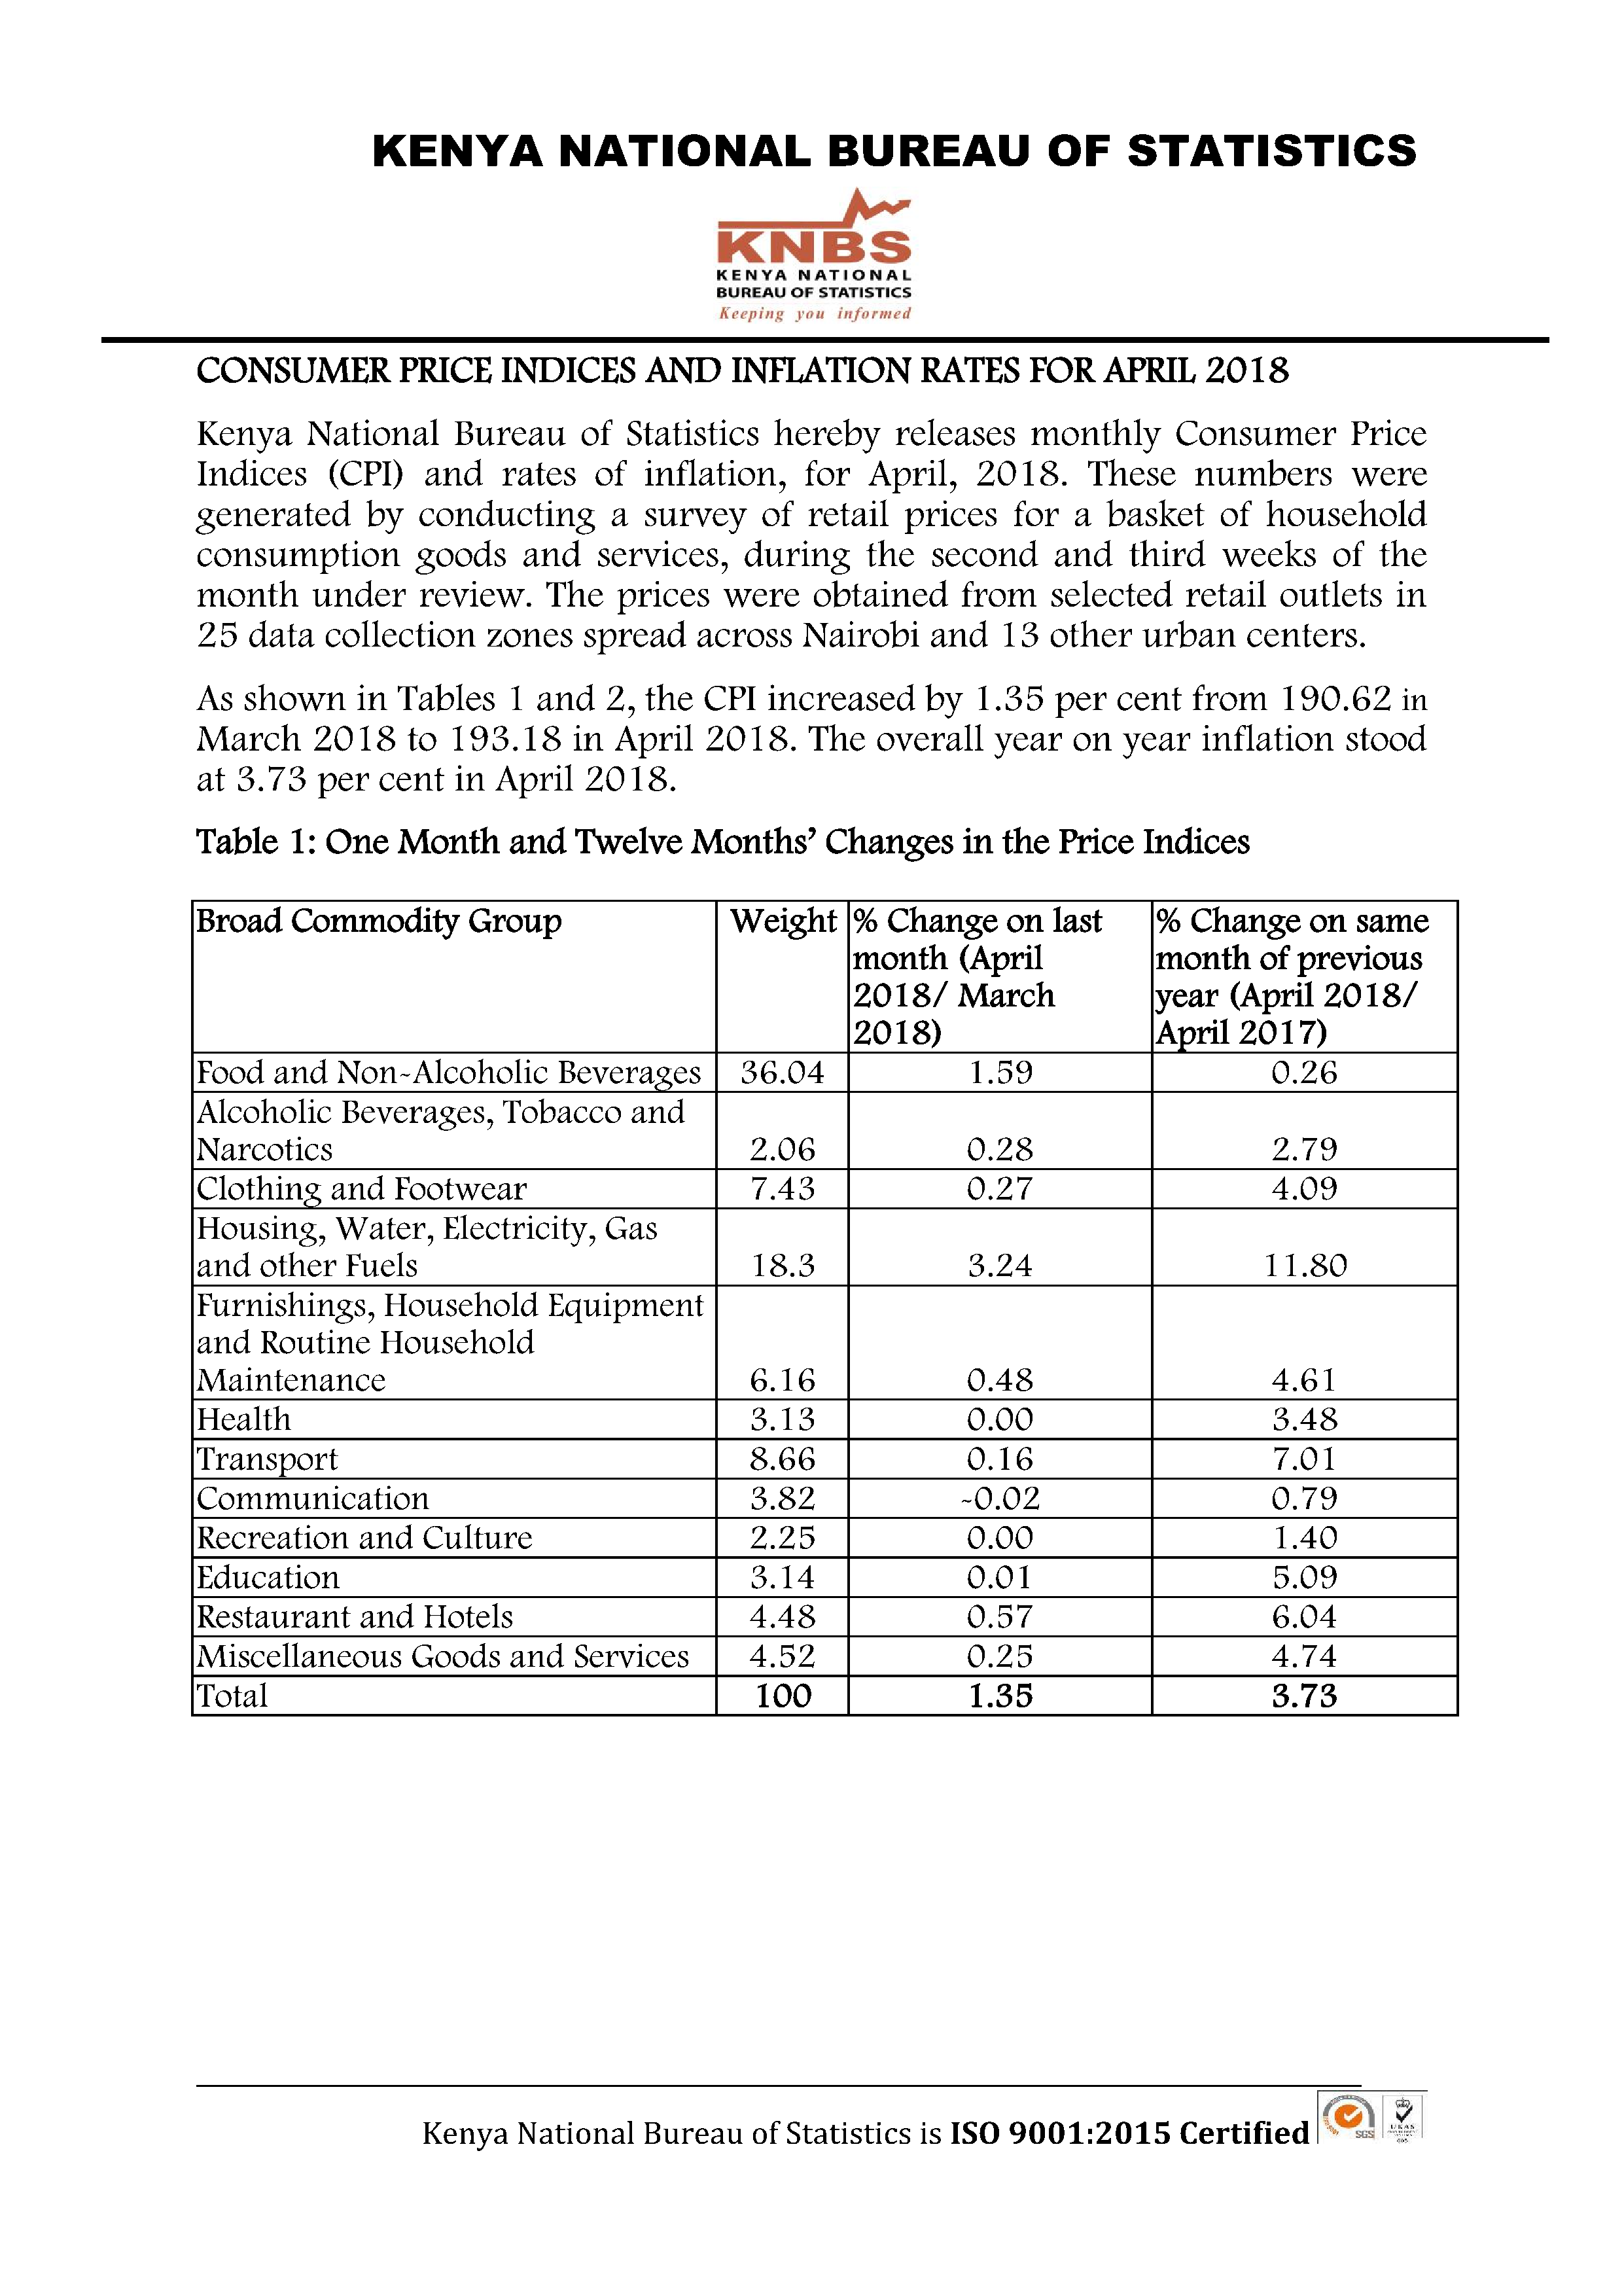 KENYA NATIONAL BUREAU OF STATISTICS
KNBS
KENYA NATIONAL
BUREAU OF STATISTICS
Keeping you informed
CONSUMER PRICE INDICES AND INFLATION RATES FOR APRIL 2018
Kenya National Bureau of Statistics hereby releases monthly Consumer Price
Indices (CPI) and rates of inflation, for April, 2018. These numbers were
generated by conducting a survey of retail prices for a basket of household
consumption goods and services, during the second and third weeks of the
month under review. The prices were obtained from selected retail outlets in
25 data collection zones spread across Nairobi and 13 other urban centers.
As shown in Tables 1 and 2, the CPI increased by 1.35 per cent from 190.62 in
March 2018 to 193.18 in April 2018. The overall year on year inflation stood
at 3.73 per cent in April 2018.
Table 1: One Month and Twelve Months' Changes in the Price Indices
Broad Commodity Group Weight % Change on last % Change on same
month (April month of previous
2018/ March year (April 2018/
2018) April 2017)
Food and Non-Alcoholic Beverages 36.04 1.59 0.26
Alcoholic Beverages, Tobacco and
Narcotics 2.06 0.28 2.79
Clothing and Footwear 7.43 0.27 4.09
Housing, Water, Electricity, Gas
and other Fuels 18.3 3.24 11.80
Furnishings, Household Equipment
and Routine Household
Maintenance 6.16 0.48 4.61
Health 3.13 0.00 3.48
Transport 8.66 0.16 7.01
Communication 3.82 -0.02 0.79
Recreation and Culture 2.25 0.00 1.40
Education 3.14 0.01 5.09
Restaurant and Hotels 4.48 0.57 6.04
Miscellaneous Goods and Services 4.52 0.25 4.74
Total 100 1.35 3.73
Kenya National Bureau of Statistics is ISO 9001:2015 Certified
SGS
UKAS